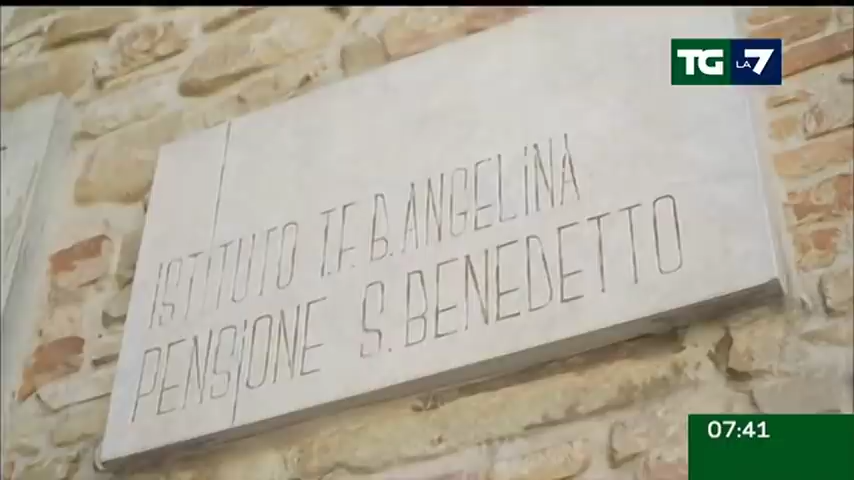 TG LA7
ISTITUTO T.F. B. ANGELINA
PENSIONE S. BENEDETTO
07:41